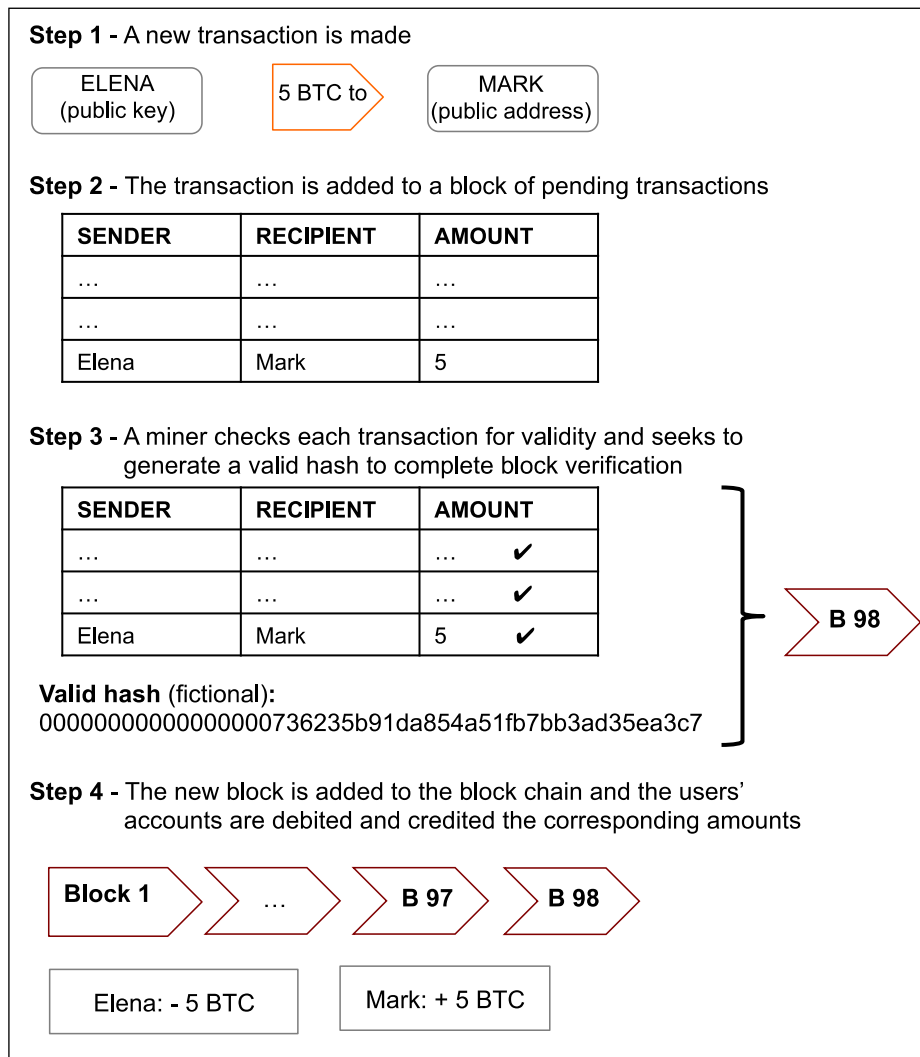 Step 1 - A new transaction is made
ELENA
(public key)
5 BTC to
MARK
(public address)
Step 2 - The transaction is added to a block of pending transactions
SENDER RECIPIENT AMOUNT
… … …
… … …
Elena Mark 5
Step 3 - A miner checks each transaction for validity and seeks to
generate a valid hash to complete block verification
SENDER RECIPIENT AMOUNT
… … … ✔
… … … ✔
Elena Mark 5 ✔
B 98
Valid hash (fictional):
00000000000000000736235b91da854a51fb7bb3ad35ea3c7
Step 4 - The new block is added to the block chain and the users’
accounts are debited and credited the corresponding amounts
Block 1 … B 97 B 98
Elena: - 5 BTC
Mark: + 5 BTC